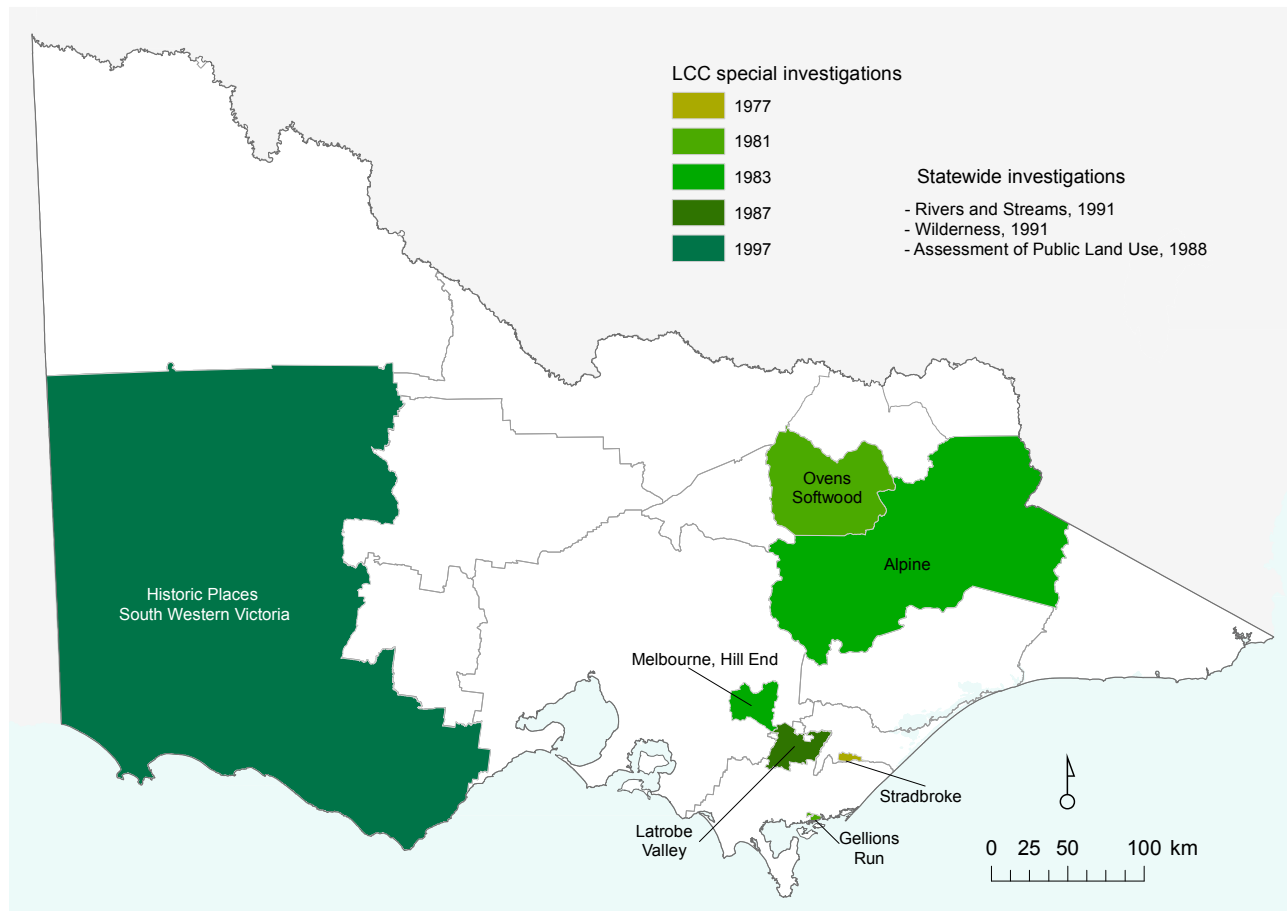 LCC special investigations
1977
1981
1983
1987
1997
Statewide investigations
- Rivers and Streams, 1991
- Wilderness, 1991
- Assessment of Public Land Use, 1988
Ovens
Softwood
Alpine
Historic Places
South Western Victoria
Melbourne, Hill End
Stradbroke
Latrobe
Valley
Gellions
Run
0 25 50 100 km